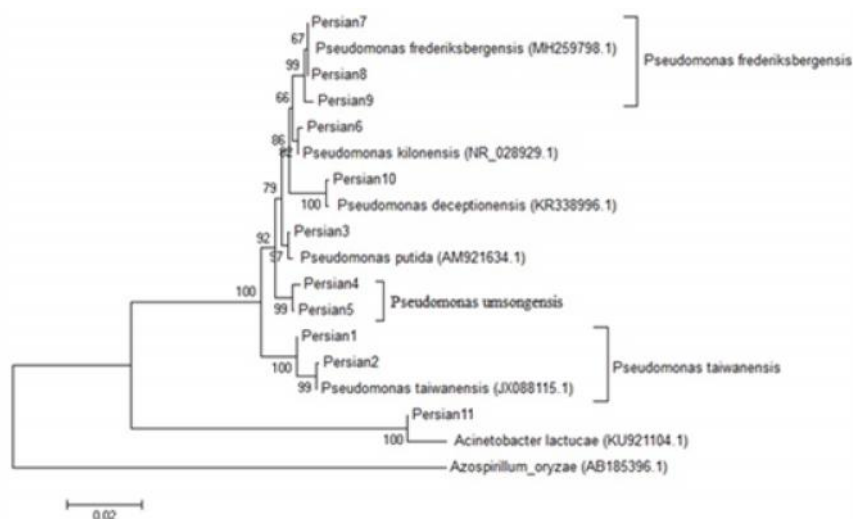 Persian7
67
Pseudomonas frederiksbergensis (MH259798.1)
Pseudomonas frederiksbergensis
99
Persian8
66
Persian9
Persian6
86
82
Pseudomonas kilonensis (NR_028929.1)
Persian10
79
100
Pseudomonas deceptionensis (KR338996.1)
Persian3
92
97
Pseudomonas putida (AM921634.1)
100
Persian4
Pseudomonas umsongensis
99
Persian5
Persian1
Persian2
100
Pseudomonas taiwanensis
99
Pseudomonas taiwanensis (JX088115.1)
Persian11
100
Acinetobacter lactucae (KU921104.1)
Azospirillum_oryzae (AB185396.1)
0.02